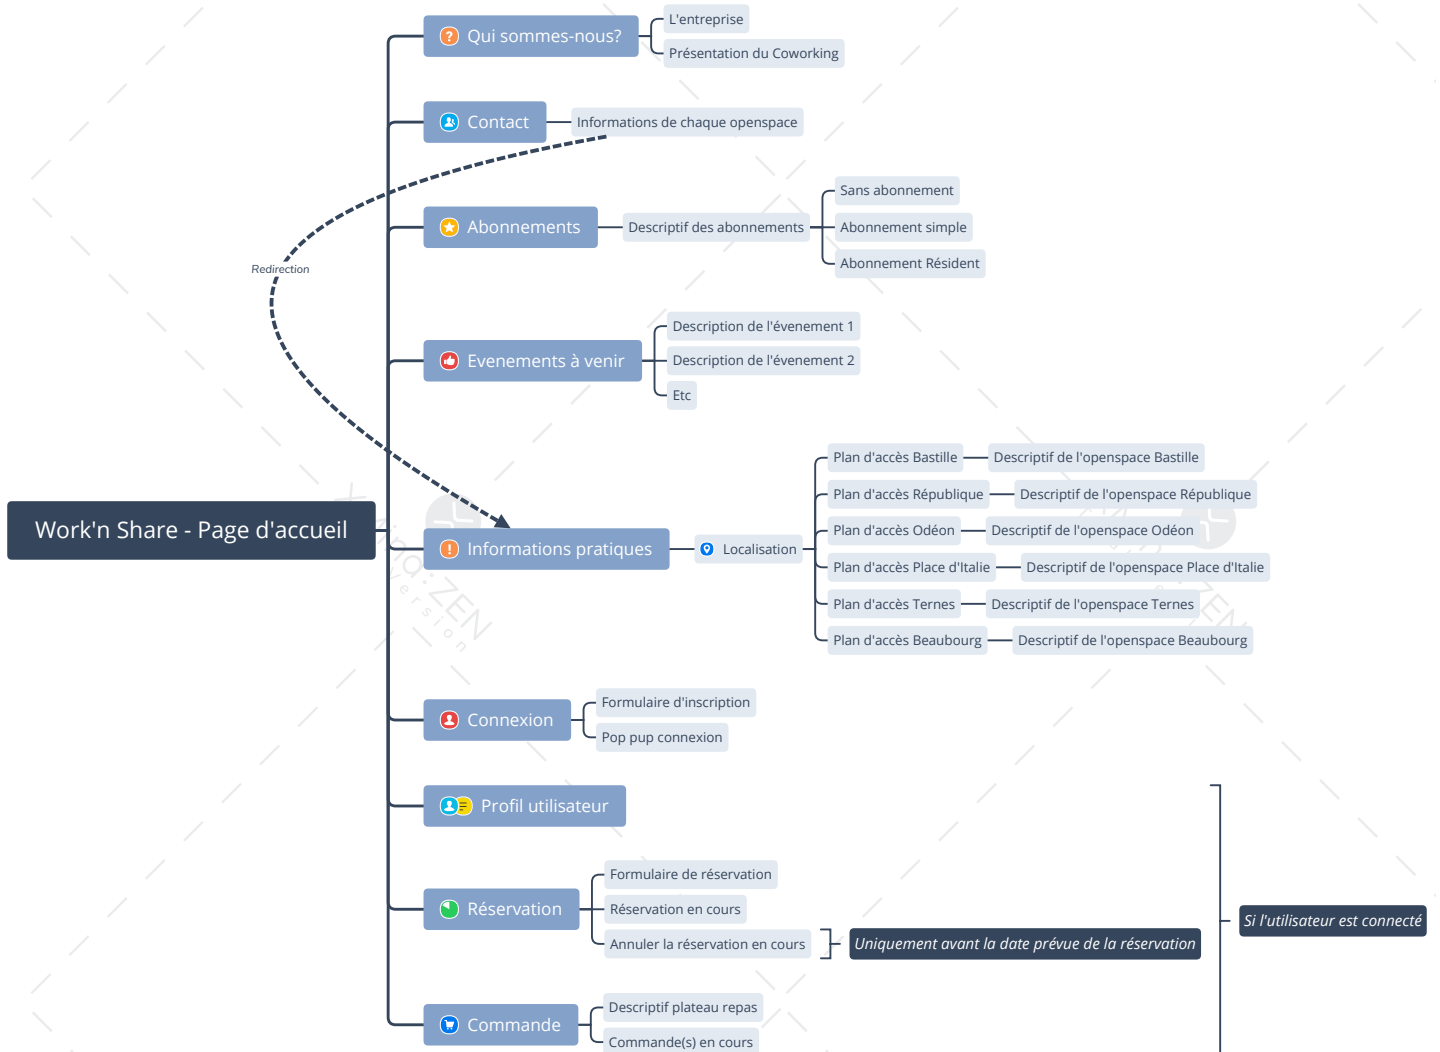 Qui sommes-nous?
L'entreprise
Présentation du Coworking
Contact
Informations de chaque openspace
Abonnements
Descriptif des abonnements
Sans abonnement
Abonnement simple
Abonnement Résident
Redirection
Evenements à venir
Description de l'évenement 1
Description de l'évenement 2
Etc
Work'n Share - Page d'accueil
Informations pratiques
Localisation
Plan d'accès Bastille
Descriptif de l'openspace Bastille
Plan d'accès République
Descriptif de l'openspace République
Plan d'accès Odéon
Descriptif de l'openspace Odéon
Plan d'accès Place d'Italie
Descriptif de l'openspace Place d'Italie
Plan d'accès Ternes
Descriptif de l'openspace Ternes
Plan d'accès Beaubourg
Descriptif de l'openspace Beaubourg
Connexion
Formulaire d'inscription
Pop pup connexion
Profil utilisateur
Réservation
Formulaire de réservation
Réservation en cours
Annuler la réservation en cours
Uniquement avant la date prévue de la réservation
Si l'utilisateur est connecté
Commande
Descriptif plateau repas
Commande(s) en cours